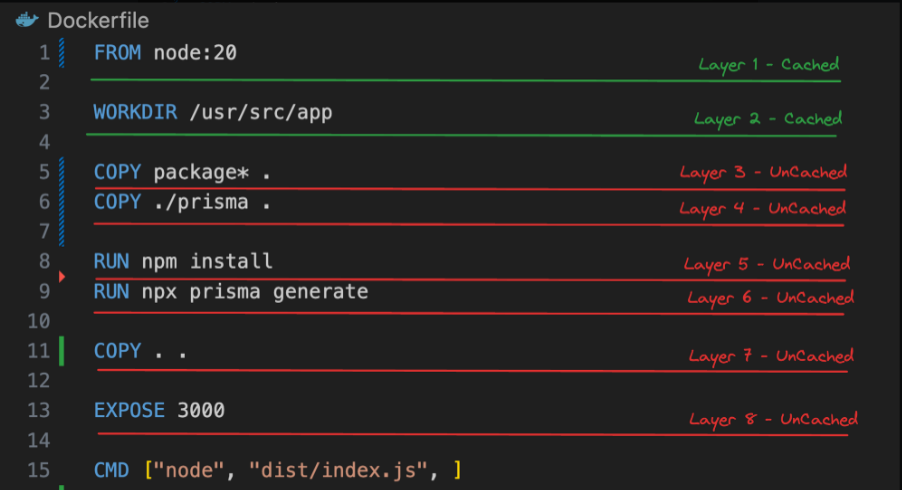 Dockerfile
1 FROM node:20
Layer 1 - Cached
2
3 WORKDIR /usr/src/app
Layer 2 - Cached
4
5 COPY package* .
Layer 3 - UnCached
6 COPY ./prisma .
Layer 4 - UnCached
7
8 RUN npm install
Layer 5 - UnCached
9 RUN npx prisma generate
Layer 6 - UnCached
10
11 COPY . .
Layer 7 - UnCached
12
13 EXPOSE 3000
Layer 8 - UnCached
14
15 CMD ["node", "dist/index.js", ]